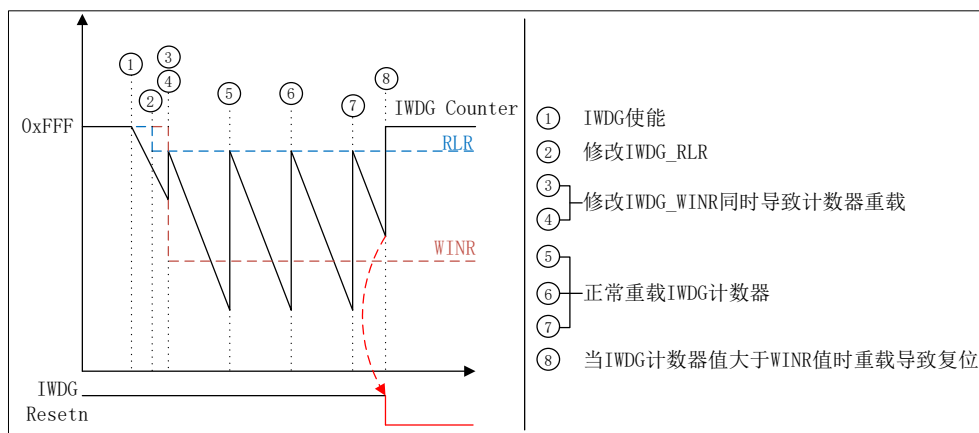 ③
① ④ ⑤ ⑥ ⑦ ⑧
②
IWDG Counter
0xFFF
RLR
WINR
IWDG
Resetn
① IWDG使能
② 修改IWDG_RLR
③
④ 修改IWDG_WINR同时导致计数器重载
⑤
⑥ 正常重载IWDG计数器
⑦
⑧ 当IWDG计数器值大于WINR值时重载导致复位